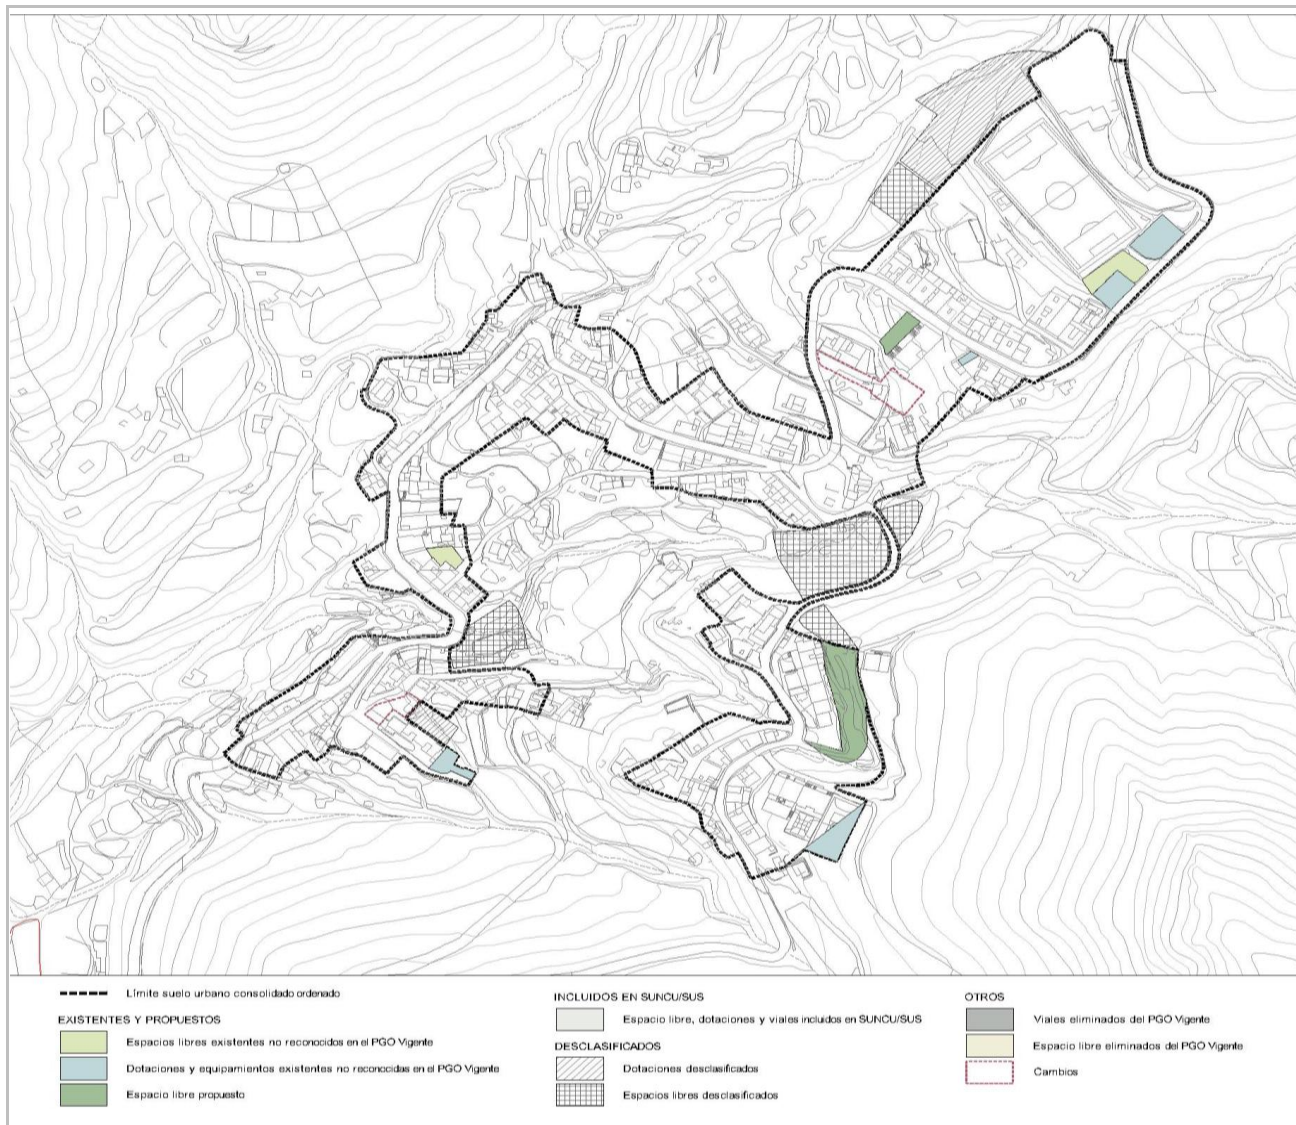 Límite suelo urbano consolidado ordenado
EXISTENTES Y PROPUESTOS
Espacios libres existentes no reconocidos en el PGO Vigente
Dotaciones y equipamientos existentes no reconocidas en el PGO Vigente
Espacio libre propuesto
INCLUIDOS EN SUNCU/SUS
Espacio libre, dotaciones y viales incluidos en SUNCU/SUS
DESCLASIFICADOS
Dotaciones desclasificados
Espacios libres desclasificados
OTROS
Viales eliminados del PGO Vigente
Espacio libre eliminados del PGO Vigente
Cambios